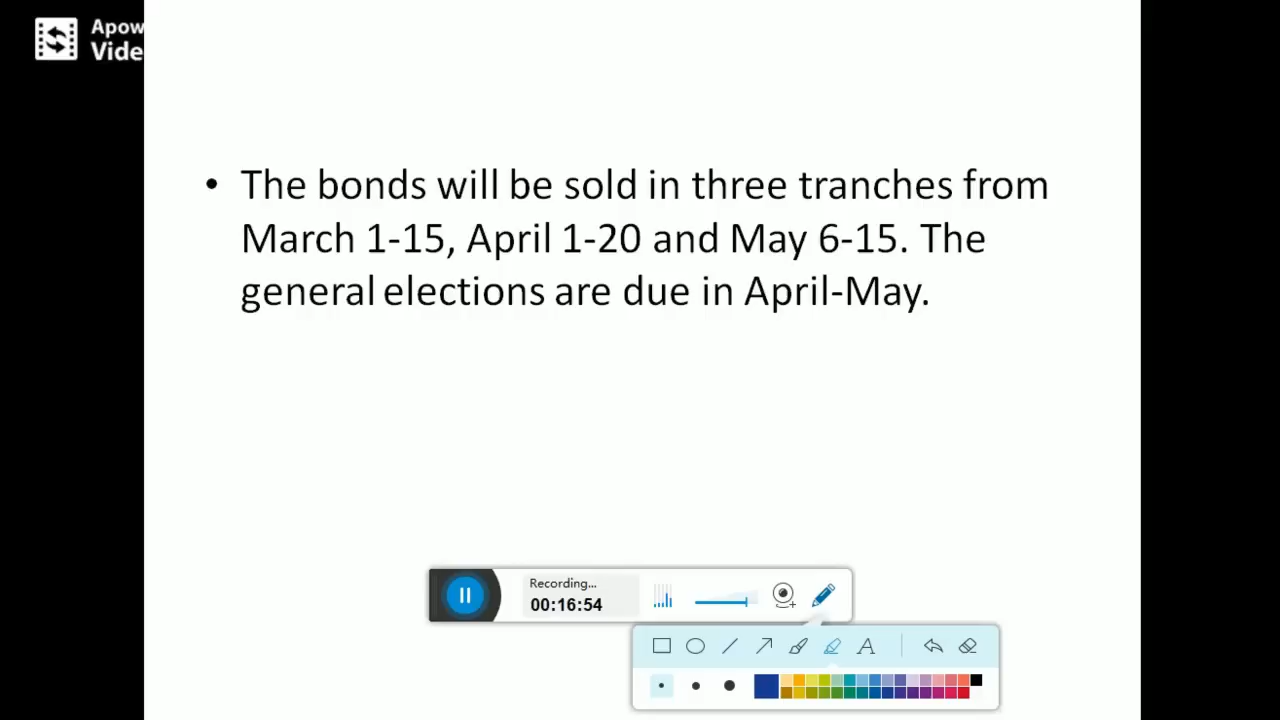 Apow
Vide
• The bonds will be sold in three tranches from
March 1-15, April 1-20 and May 6-15. The
general elections are due in April-May.
Recording...
00:16:54
A